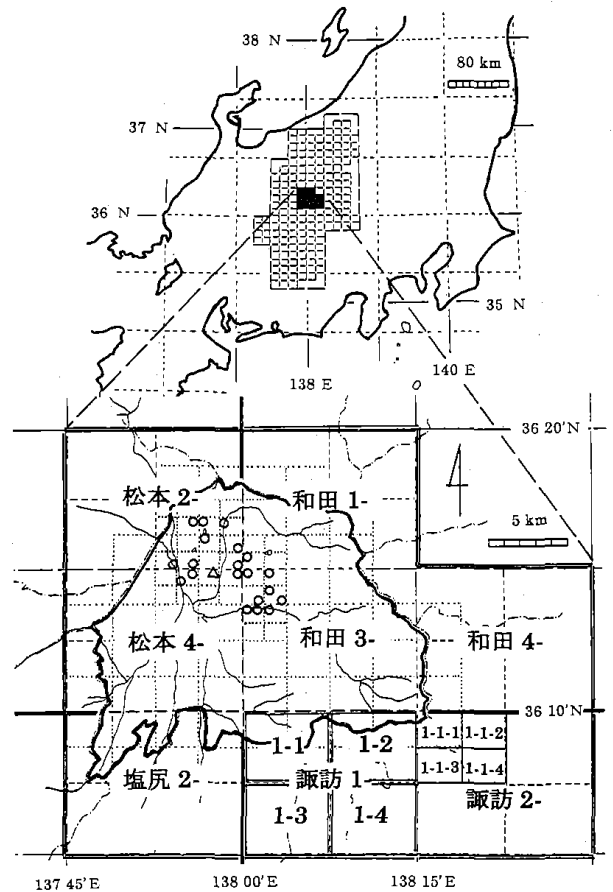 38 N
80 km
37 N
36 N
35 N
138 E
140 E
36 20'N
松本 2-
和田 1-
5 km
松本 4-
和田 3-
和田 4-
36 10'N
1-1
1-2
1-1-1
1-1-2
1-1-3
1-1-4
塩尻 2-
諏訪 1-
諏訪 2-
1-3
1-4
137 45'E
138 00'E
138 15'E